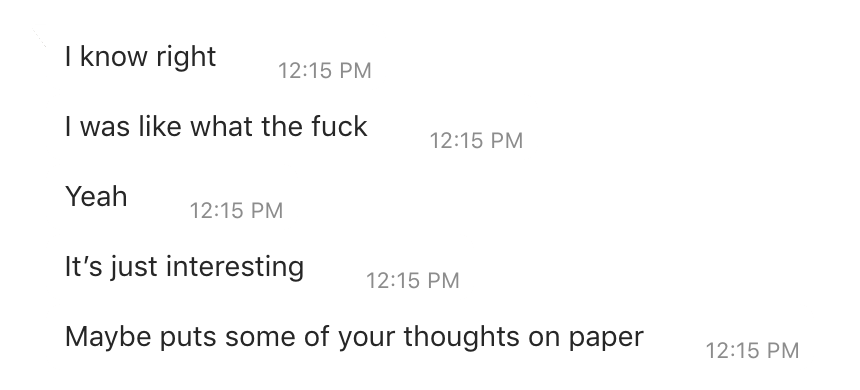 I know right 12:15 PM
I was like what the fuck 12:15 PM
Yeah 12:15 PM
It’s just interesting 12:15 PM
Maybe puts some of your thoughts on paper 12:15 PM